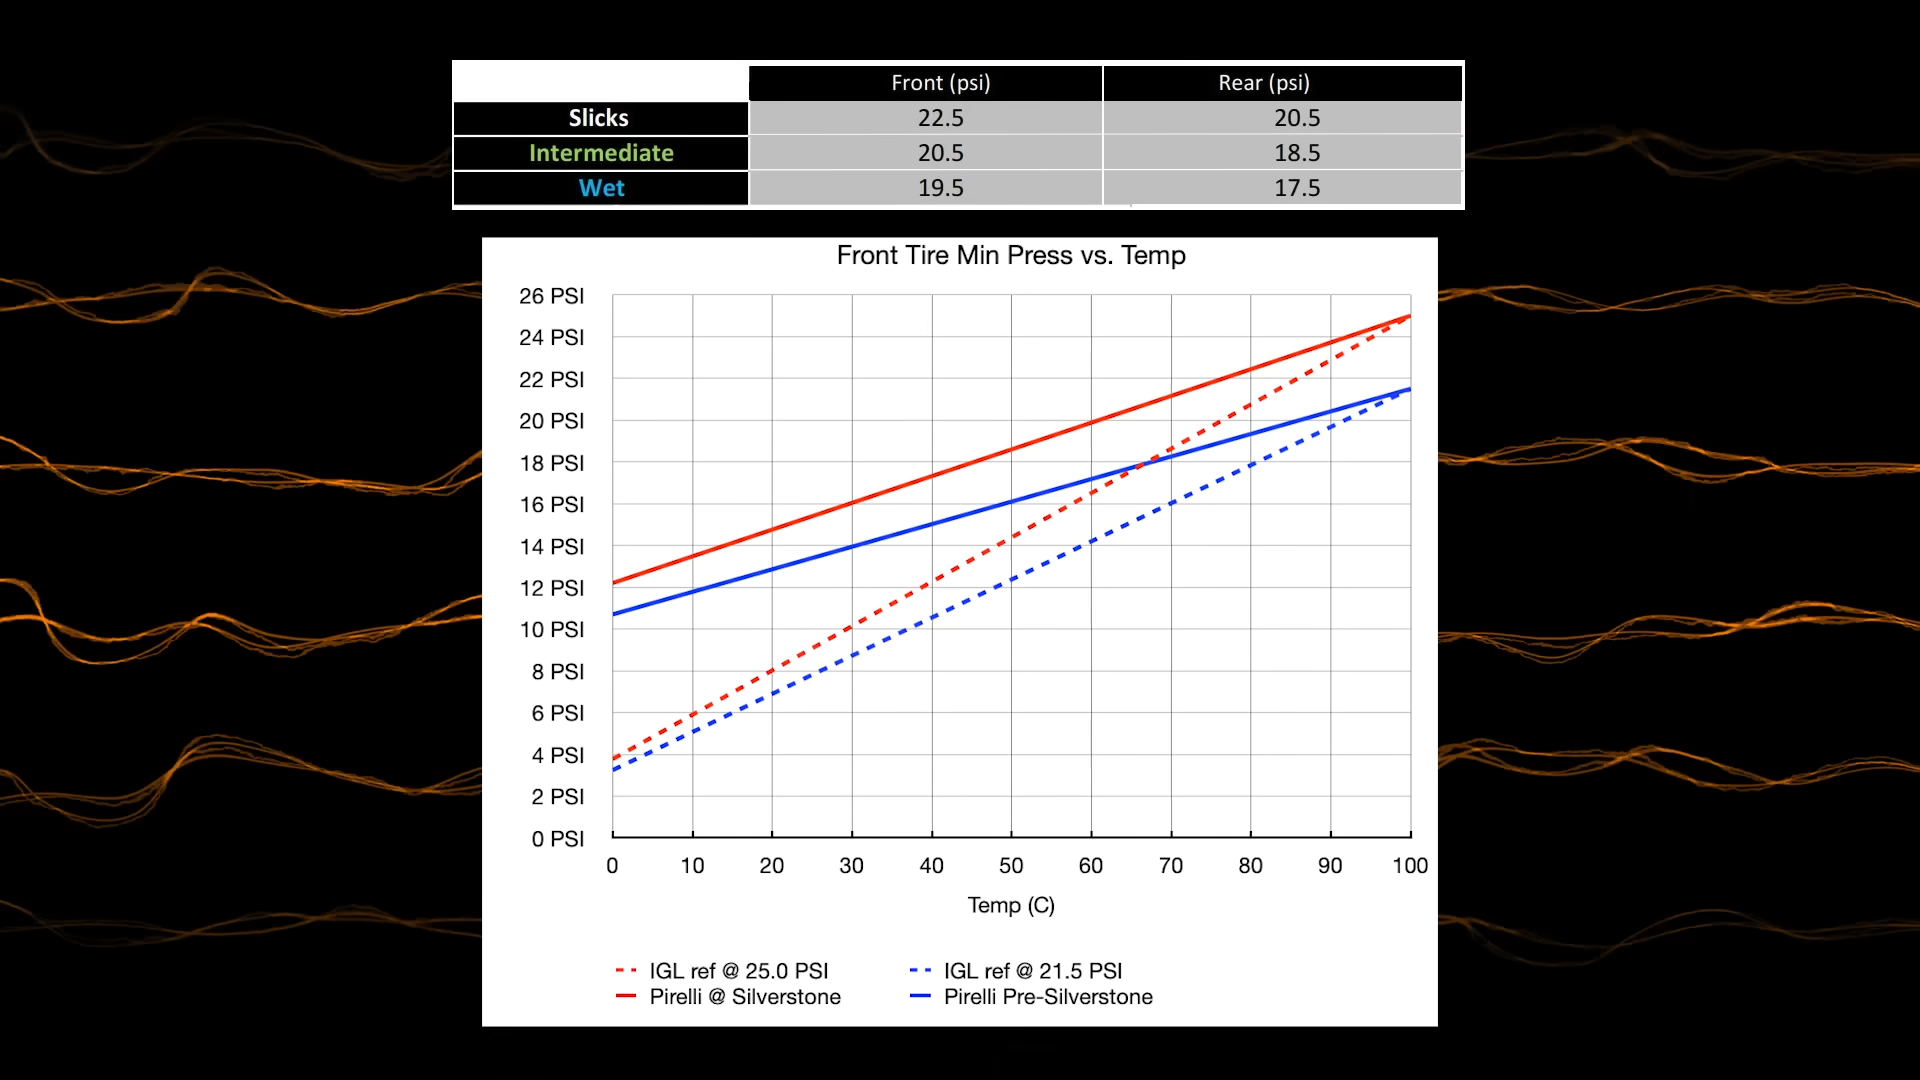 Front (psi) Rear (psi)
Slicks 22.5 20.5
Intermediate 20.5 18.5
Wet 19.5 17.5
Front Tire Min Press vs. Temp
26 PSI
24 PSI
22 PSI
20 PSI
18 PSI
16 PSI
14 PSI
12 PSI
10 PSI
8 PSI
6 PSI
4 PSI
2 PSI
0 PSI
0 10 20 30 40 50 60 70 80 90 100
Temp (C)
IGL ref @ 25.0 PSI IGL ref @ 21.5 PSI
Pirelli @ Silverstone Pirelli Pre-Silverstone